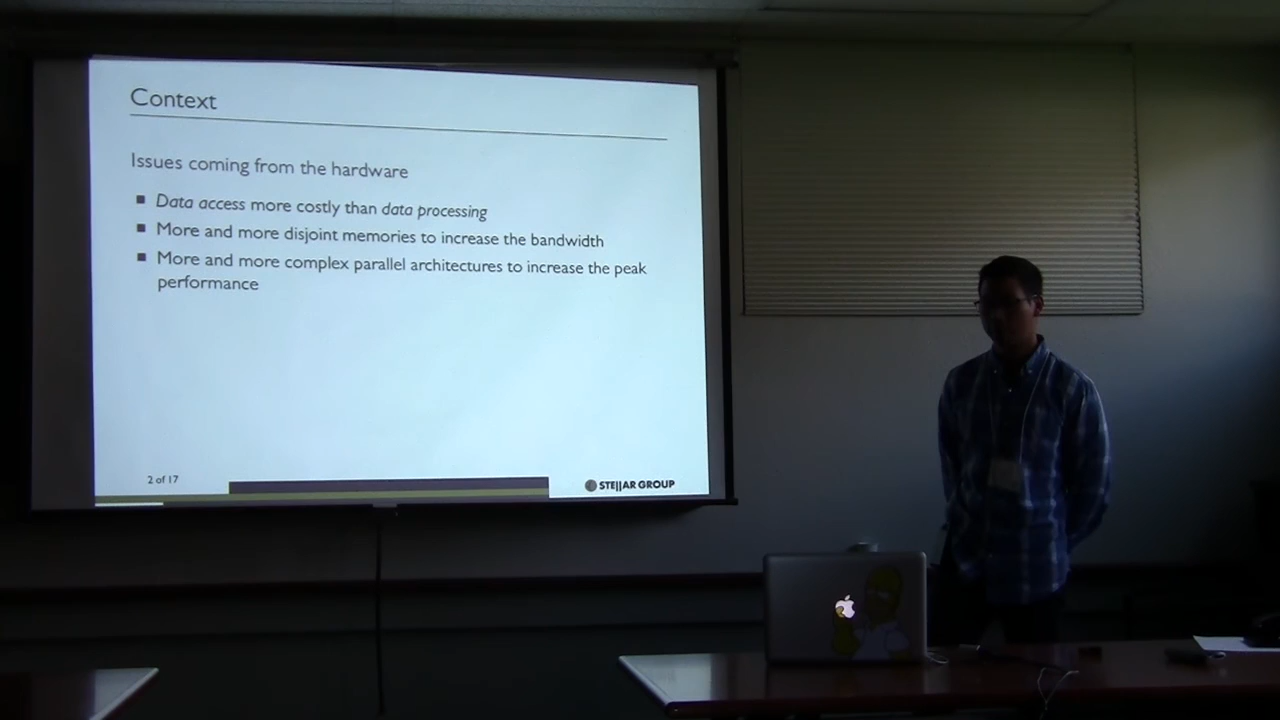 Context
Issues coming from the hardware
Data access more costly than data processing
More and more disjoint memories to increase the bandwidth
More and more complex parallel architectures to increase the peak
performance
2 of 17
STE||AR GROUP